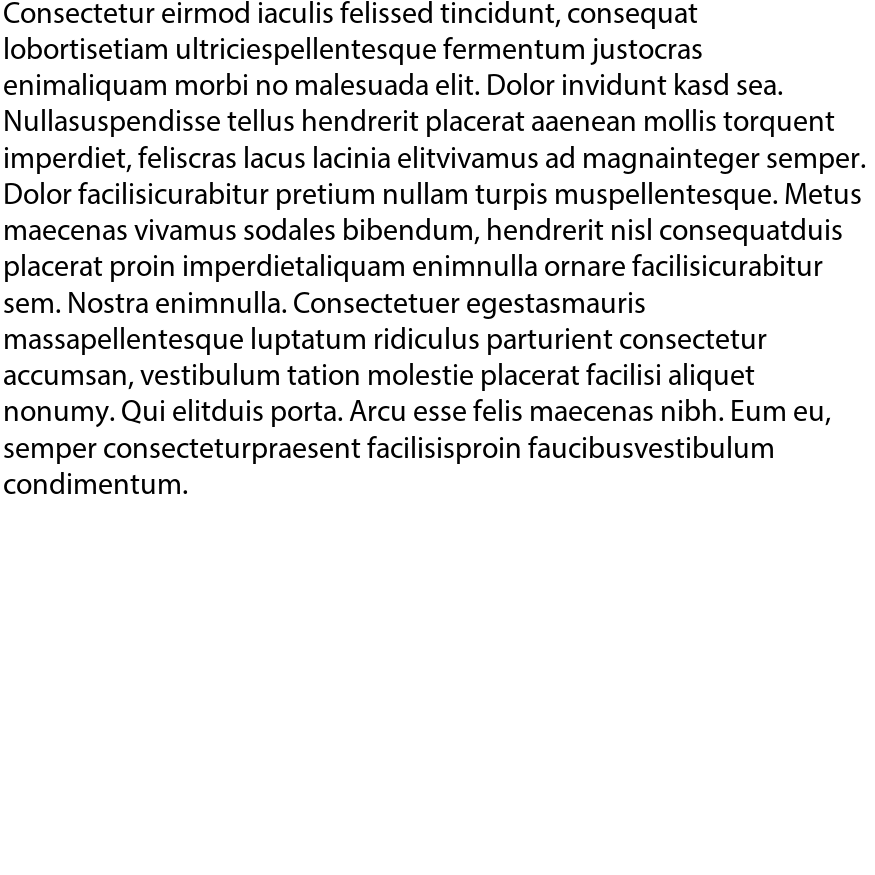 Consectetur eirmod iaculis felissed tincidunt, consequat
lobortisetiam ultriciespellentesque fermentum justocras
enimaliquam morbi no malesuada elit. Dolor invidunt kasd sea.
Nullasuspendisse tellus hendrerit placerat aaenean mollis torquent
imperdiet, feliscras lacus lacinia elitvivamus ad magnainteger semper.
Dolor facilisicurabitur pretium nullam turpis muspellentesque. Metus
maecenas vivamus sodales bibendum, hendrerit nisl consequatduis
placerat proin imperdietaliquam enimnulla ornare facilisicurabitur
sem. Nostra enimnulla. Consectetuer egestasmauris
massapellentesque luptatum ridiculus parturient consectetur
accumsan, vestibulum tation molestie placerat facilisi aliquet
nonumy. Qui elitduis porta. Arcu esse felis maecenas nibh. Eum eu,
semper consecteturpraesent facilisisproin faucibusvestibulum
condimentum.